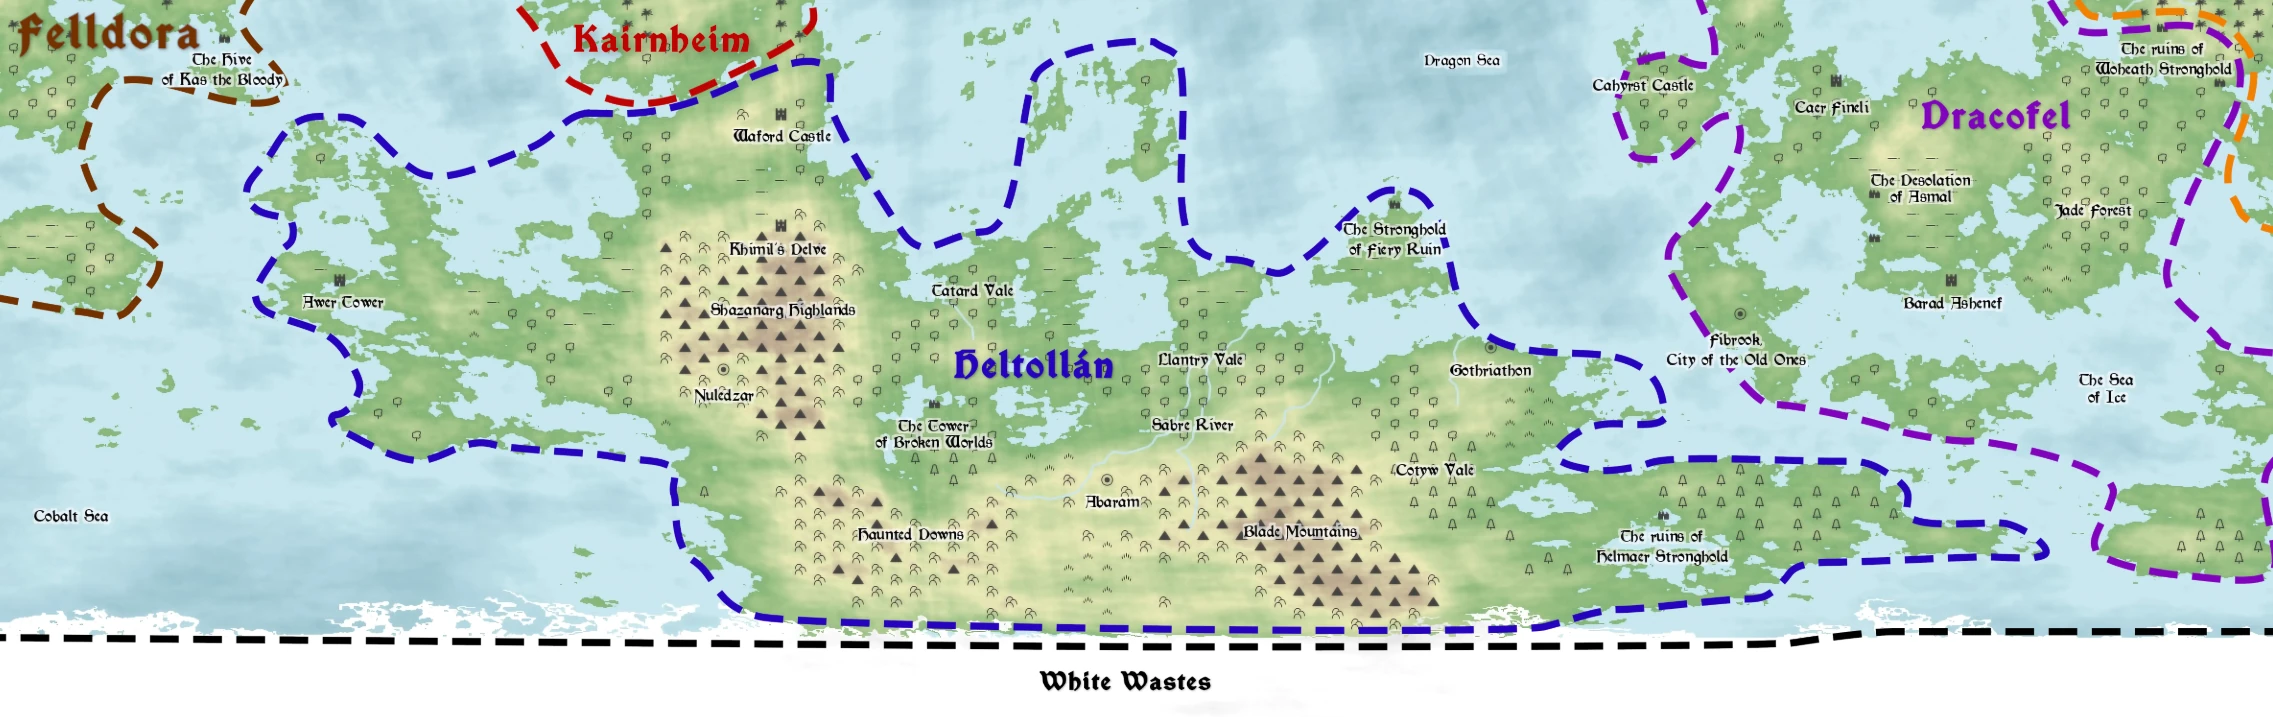 Felldora
The Hive
of Kas the Bloody
Kairnheim
Waford Castle
Dragon Sea
Cahyrst Castle
Caer Fineli
Dracofel
The ruins of
Woheath Stronghold
The Desolation
of Asmal
Jade Forest
Barad Ashenef
Fibrook,
City of the Old Ones
The Sea
of Ice
The Stronghold
of Fiery Ruin
Khimil's Delve
Awer Tower
Shazanarg Highlands
Tatard Vale
Heltollán
Llantry Vale
Gothriathon
Nuledzar
The Tower
of Broken Worlds
Sabre River
Cotyw Vale
Abaram
Cobalt Sea
Haunted Downs
Blade Mountains
The ruins of
Helmaer Stronghold
White Wastes